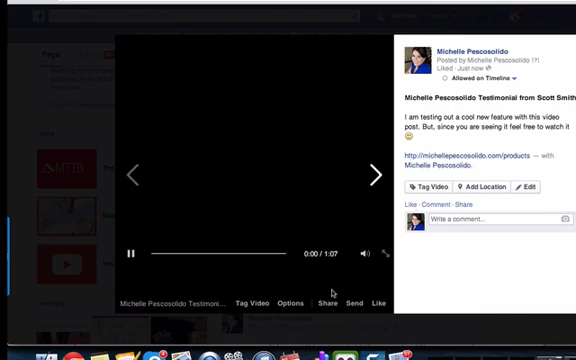 Page
MTTB
0:00 / 1:07
Michelle Pescosolido Testimoni...
Tag Video
Options
Share
Send
Like
Michelle Pescosolido
Posted by Michelle Pescosolido [?]
Liked · Just now
Allowed on Timeline
Michelle Pescosolido Testimonial from Scott Smith
I am testing out a cool new feature with this video
post. But, since you are seeing it feel free to watch it
http://michellepescosolido.com/products — with
Michelle Pescosolido.
Tag Video
Add Location
Edit
Like · Comment · Share
Write a comment...